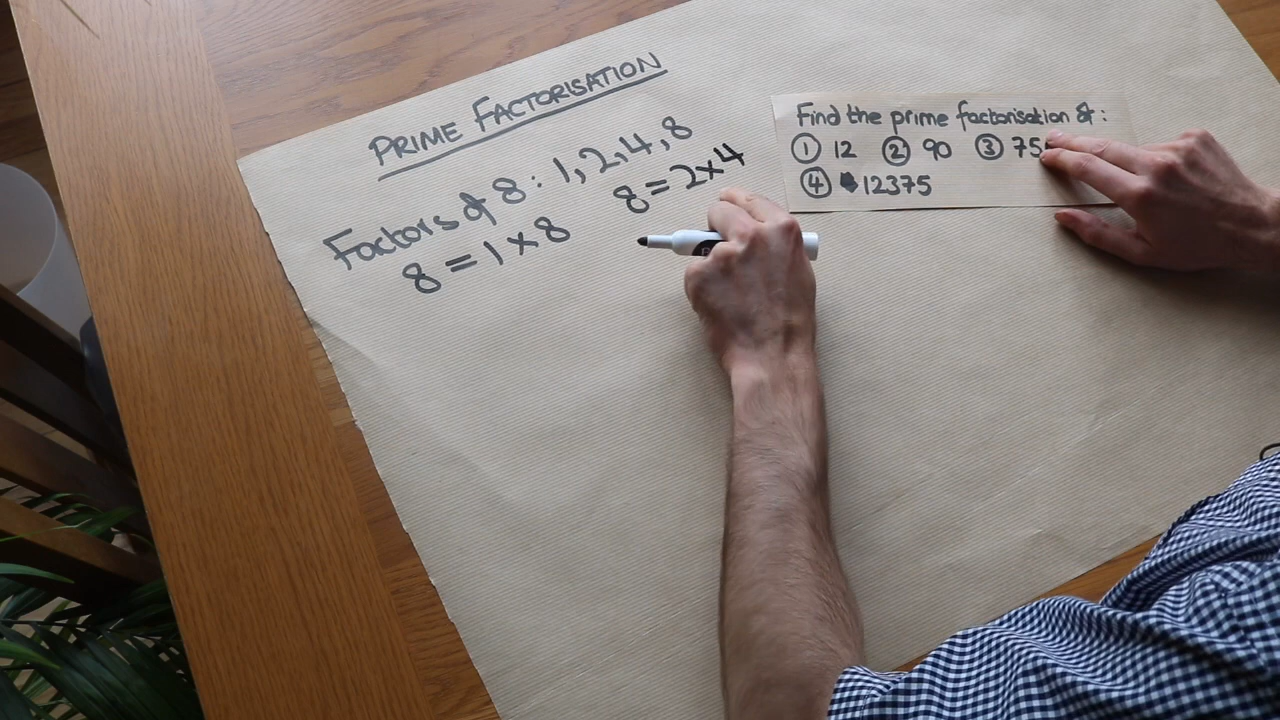 PRIME FACTORISATION
Factors of 8 : 1, 2, 4, 8
8 = 1 × 8
8 = 2×4
Find the prime factorisation of :
① 12 ② 90 ③
④ 12375